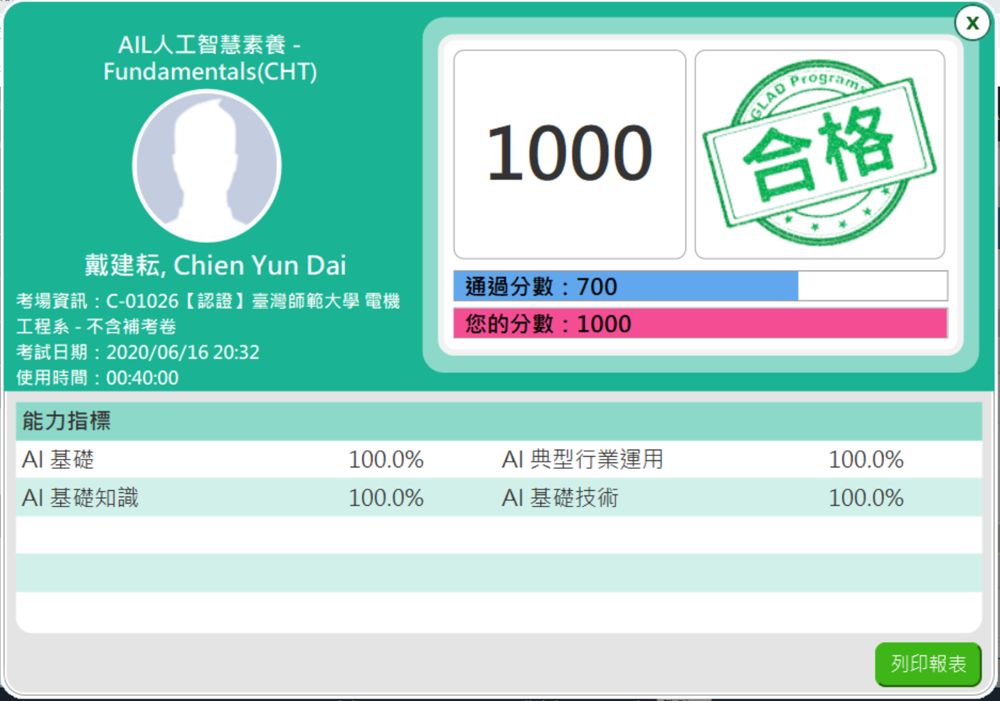 AIL人工智慧素養 -
Fundamentals(CHT)
戴建耘, Chien Yun Dai
考場資訊：C-01026【認證】臺灣師範大學 電機
工程系 - 不含補考卷
考試日期：2020/06/16 20:32
使用時間：00:40:00
X
1000
GLAD Programs
合格
通過分數：700
您的分數：1000
能力指標
AI 基礎 100.0% AI 典型行業運用 100.0%
AI 基礎知識 100.0% AI 基礎技術 100.0%
列印報表